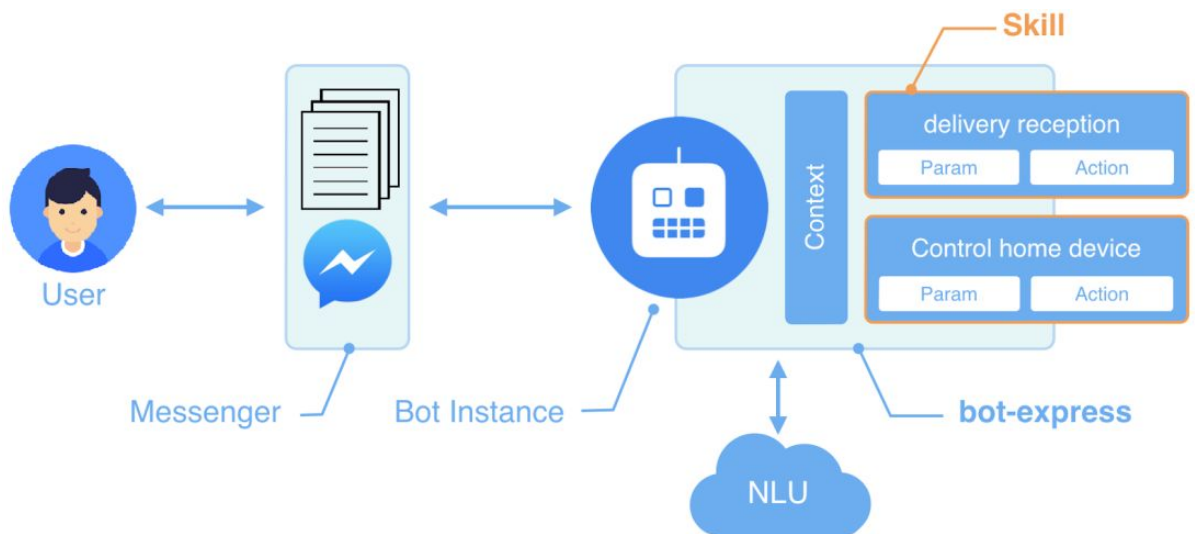 Skill
delivery reception
Param
Action
Context
Control home device
Param
Action
User
Messenger
Bot Instance
bot-express
NLU